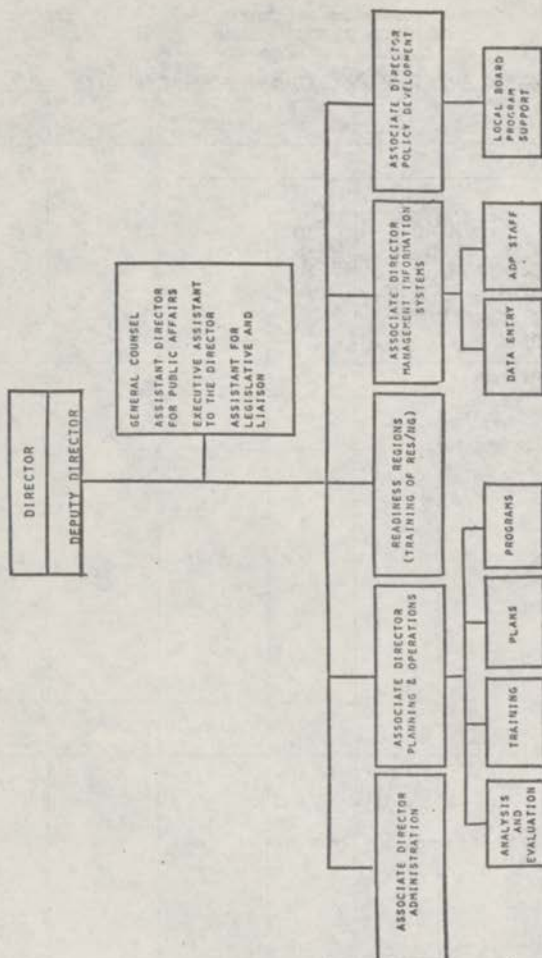 DIRECTOR
DEPUTY DIRECTOR
GENERAL COUNSEL
ASSISTANT DIRECTOR
FOR PUBLIC AFFAIRS
EXECUTIVE ASSISTANT
TO THE DIRECTOR
ASSISTANT FOR
LEGISLATIVE AND
LIAISON
ASSOCIATE DIRECTOR
ADMINISTRATION
ASSOCIATE DIRECTOR
PLANNING & OPERATIONS
READINESS REGIONS
(TRAINING OF RES/NG)
ASSOCIATE DIRECTOR
MANAGEMENT INFORMATION
SYSTEMS
ASSOCIATE DIRECTOR
POLICY DEVELOPMENT
ANALYSIS
AND
EVALUATION
TRAINING
PLANS
PROGRAMS
DATA ENTRY
ADP STAFF
LOCAL BOARD
PROGRAM
SUPPORT